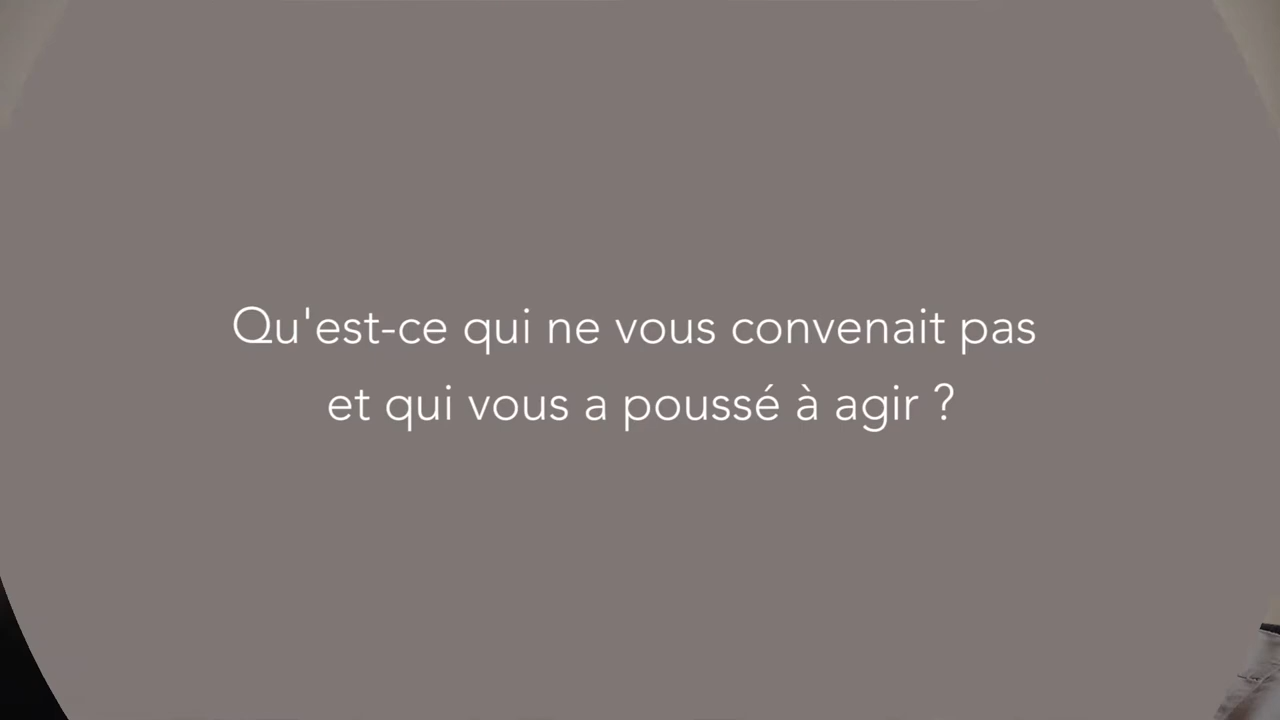 Qu'est-ce qui ne vous convenait pas
et qui vous a poussé à agir ?